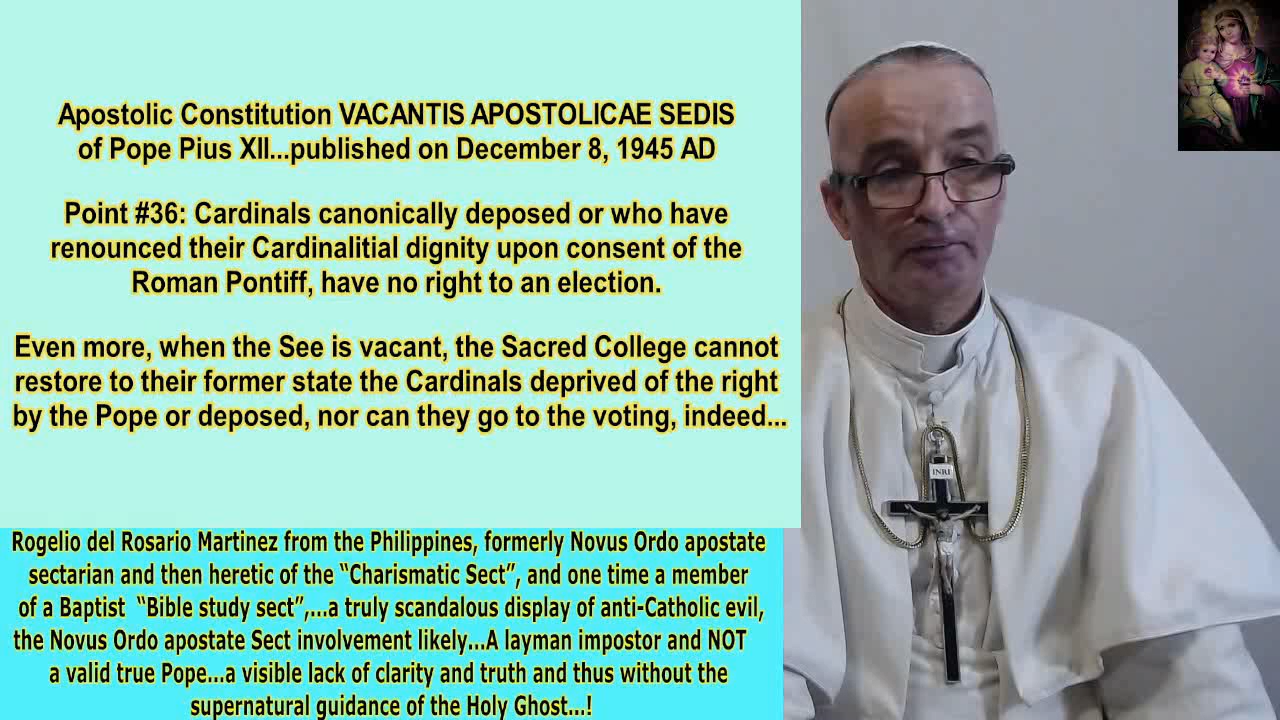 Apostolic Constitution VACANTIS APOSTOLICAE SEDIS
of Pope Pius XII...published on December 8, 1945 AD
Point #36: Cardinals canonically deposed or who have
renounced their Cardinalitial dignity upon consent of the
Roman Pontiff, have no right to an election.
Even more, when the See is vacant, the Sacred College cannot
restore to their former state the Cardinals deprived of the right
by the Pope or deposed, nor can they go to the voting, indeed...
Rogelio del Rosario Martinez from the Philippines, formerly Novus Ordo apostate
sectarian and then heretic of the “Charismatic Sect”, and one time a member
of a Baptist “Bible study sect”,...a truly scandalous display of anti-Catholic evil,
the Novus Ordo apostate Sect involvement likely...A layman impostor and NOT
a valid true Pope...a visible lack of clarity and truth and thus without the
supernatural guidance of the Holy Ghost...!
INRI